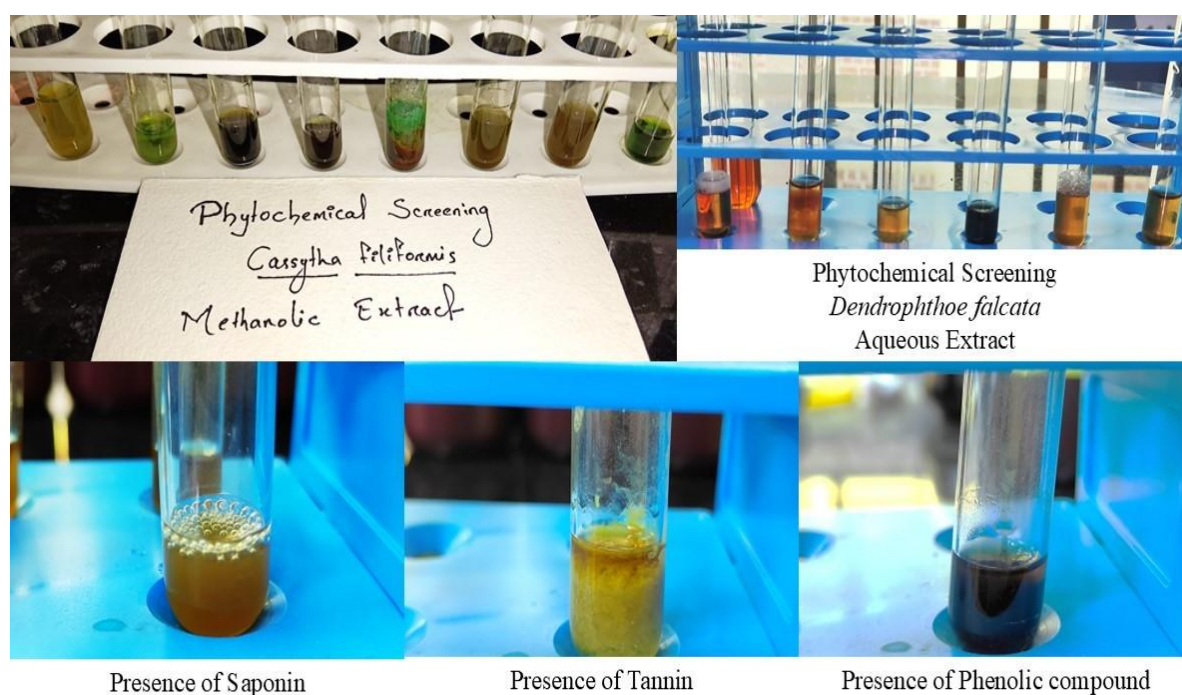 Phytochemical Screening
Cassytha filiformis
Methanolic Extract
Phytochemical Screening
Dendrophthoe falcata
Aqueous Extract
Presence of Saponin
Presence of Tannin
Presence of Phenolic compound